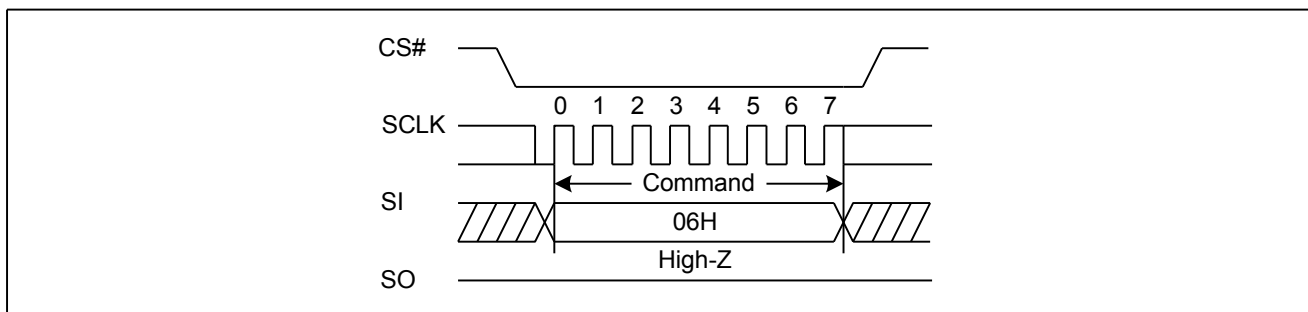 CS#
0 1 2 3 4 5 6 7
SCLK
Command
SI
06H
High-Z
SO